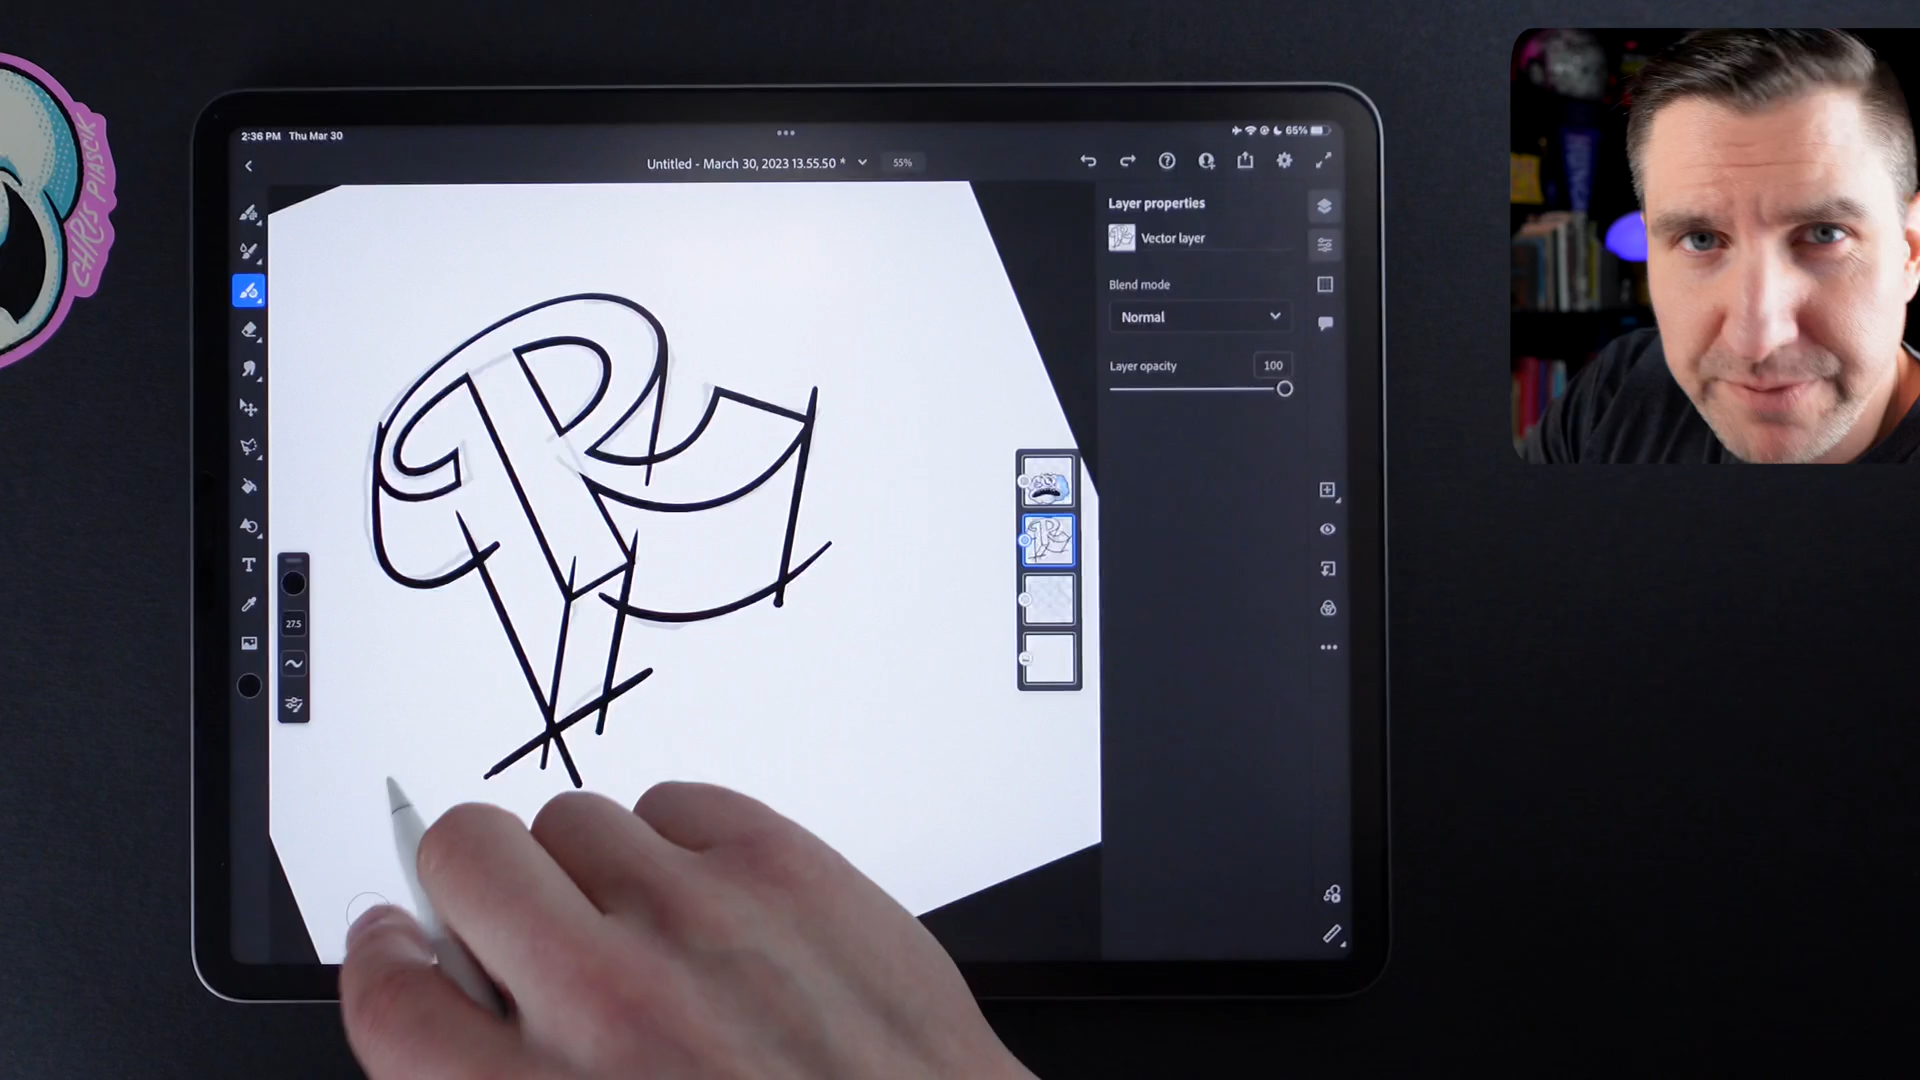 CHRIS PIASCIK
2:36 PM Thu Mar 30
65%
Untitled - March 30, 2023 13.55.50 *
55%
Layer properties
Vector layer
Blend mode
Normal
Layer opacity
100
T
27.5
R